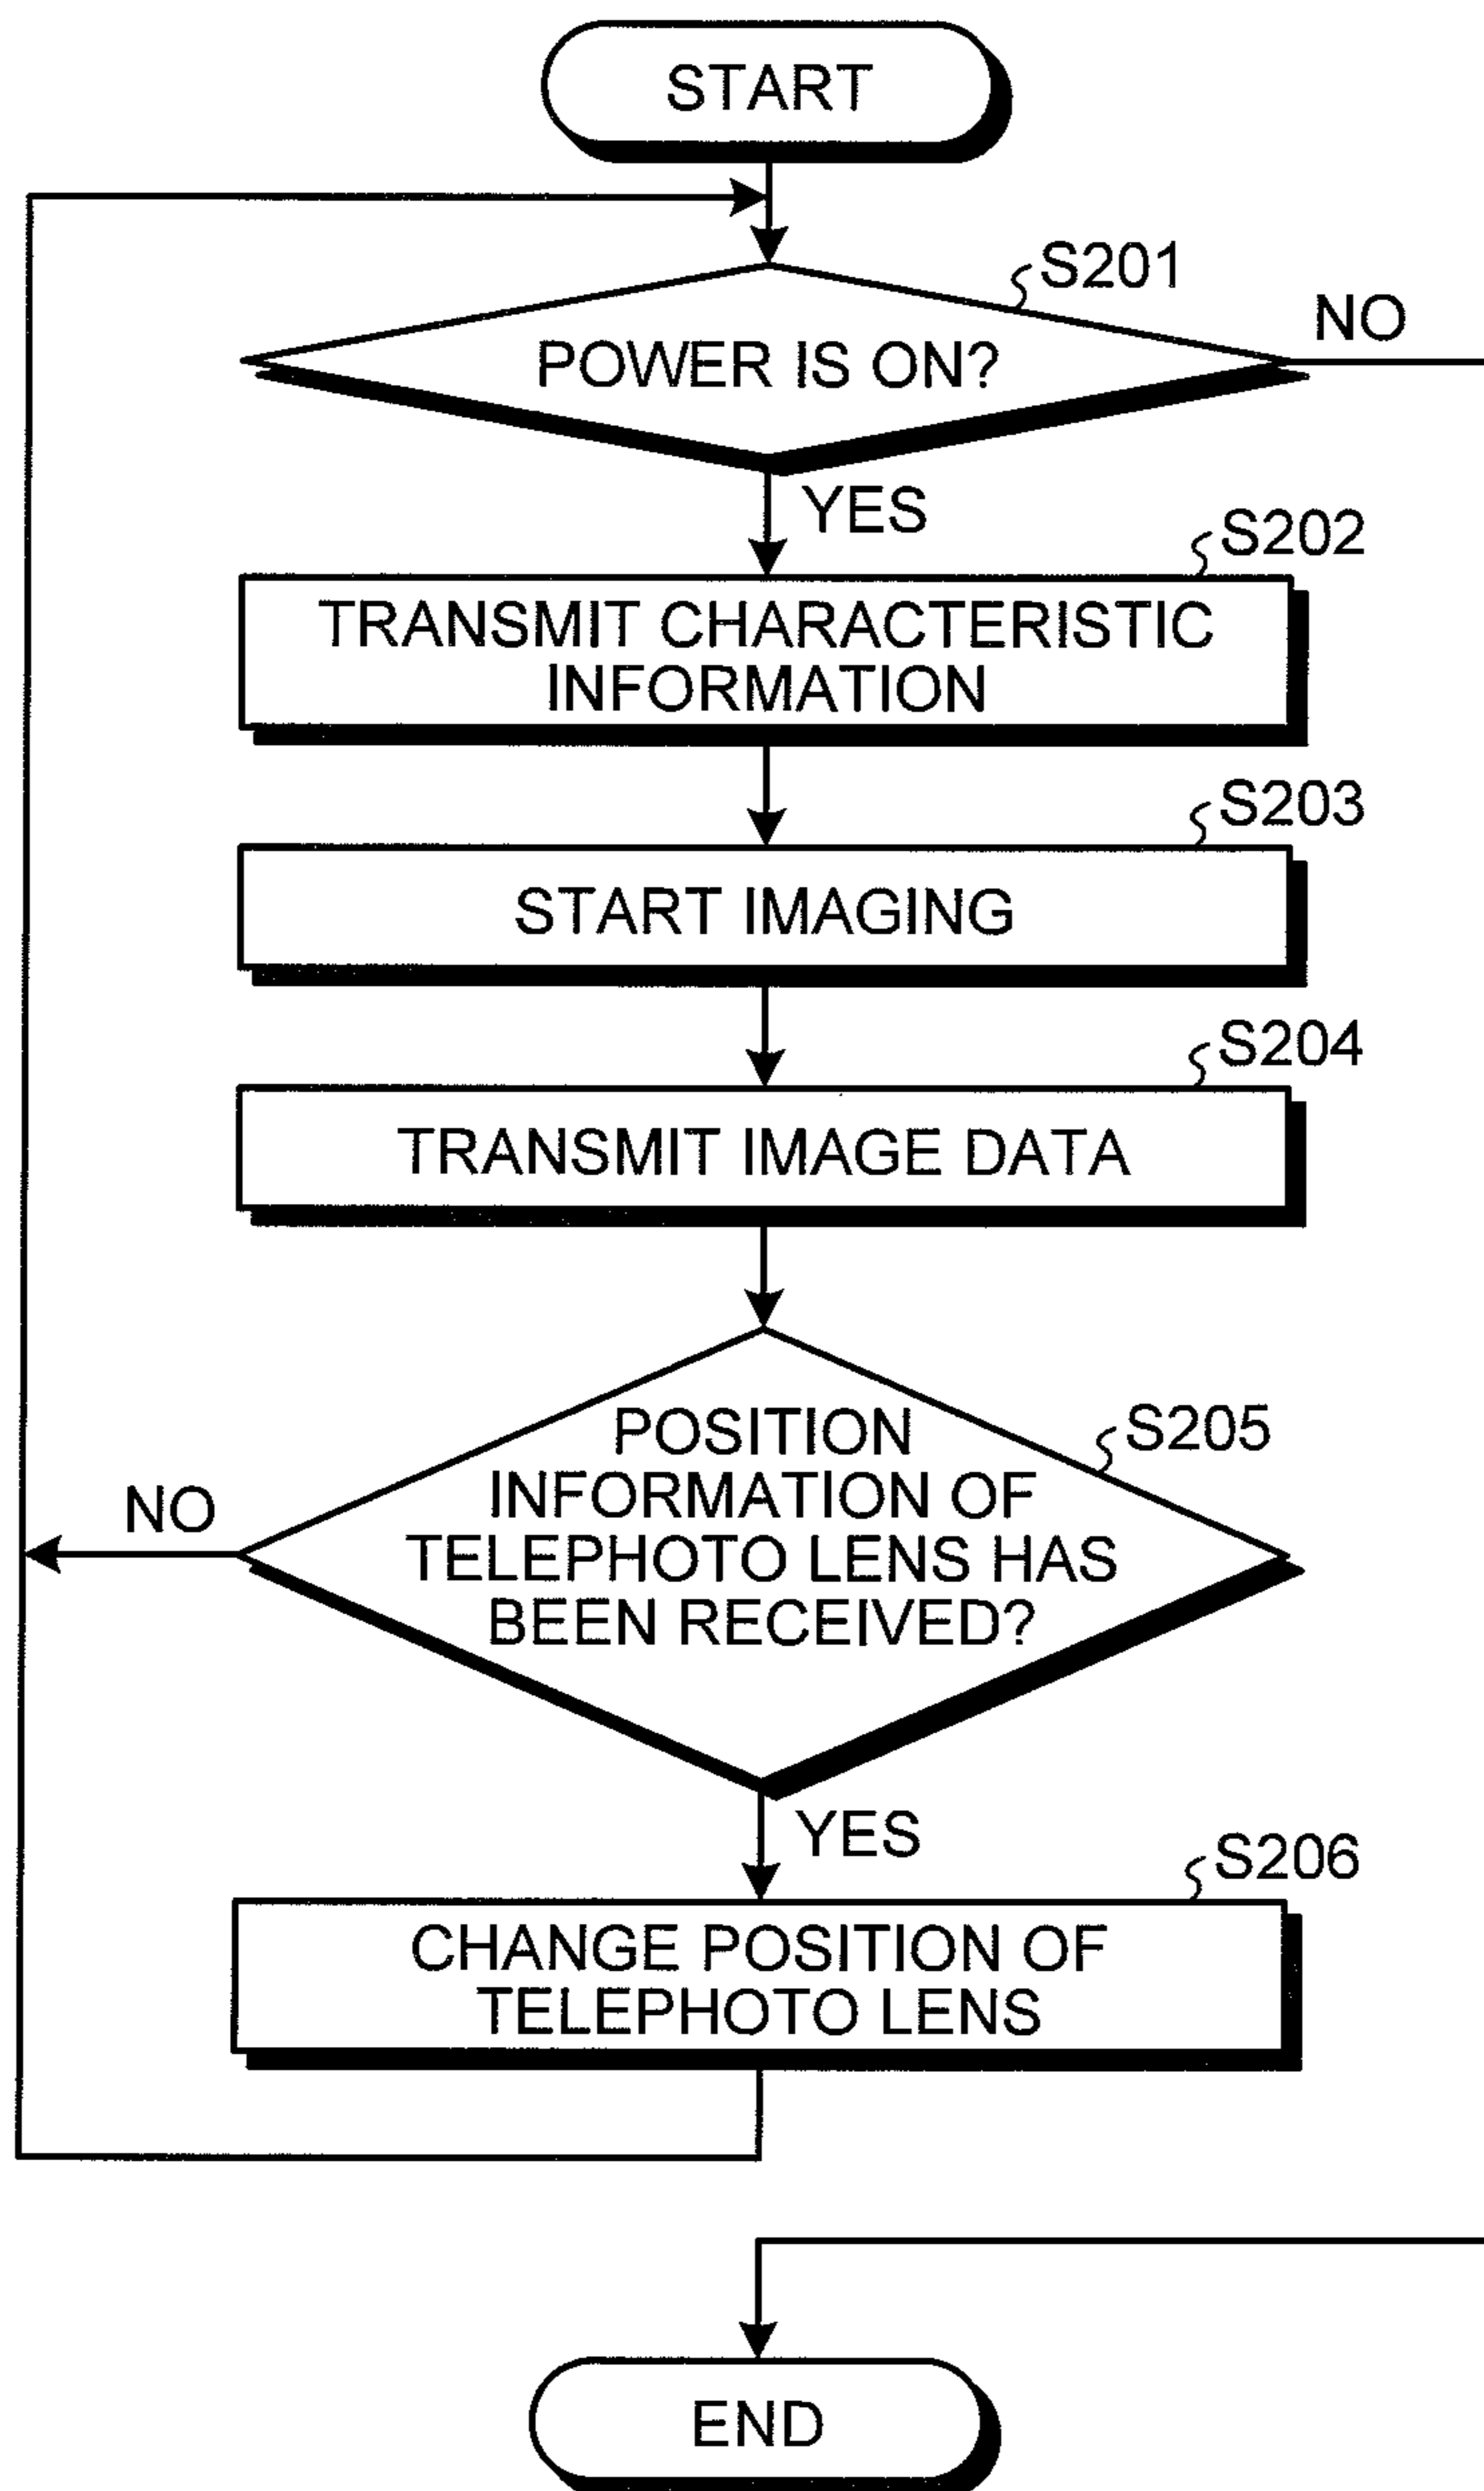 START
S201
NO
POWER IS ON?
YES
S202
TRANSMIT CHARACTERISTIC
INFORMATION
S203
START IMAGING
S204
TRANSMIT IMAGE DATA
S205
POSITION
INFORMATION OF
TELEPHOTO LENS HAS
BEEN RECEIVED?
NO
YES
S206
CHANGE POSITION OF
TELEPHOTO LENS
END